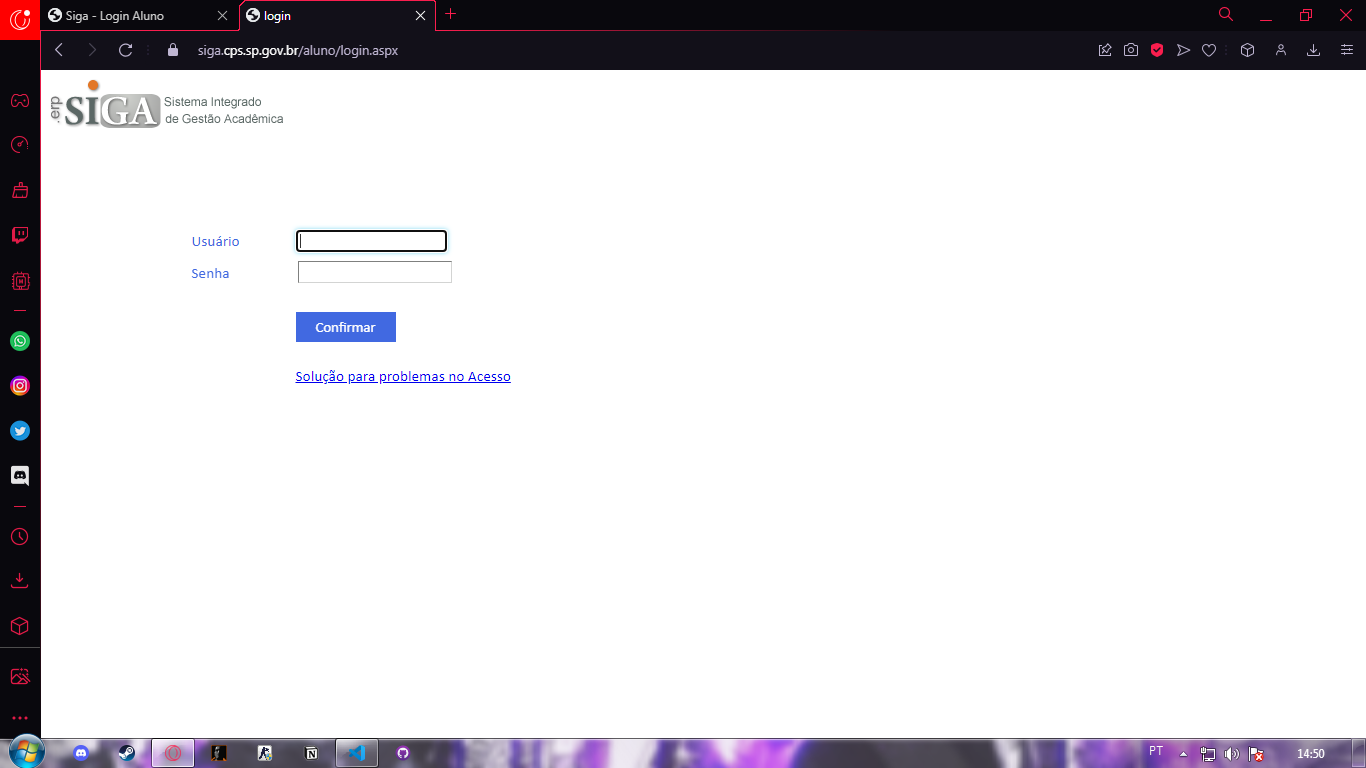 Siga - Login Aluno
login
siga.cps.sp.gov.br/aluno/login.aspx
.erp
SIGA
Sistema Integrado
de Gestão Acadêmica
Usuário
Senha
Confirmar
Solução para problemas no Acesso
PT
14:50